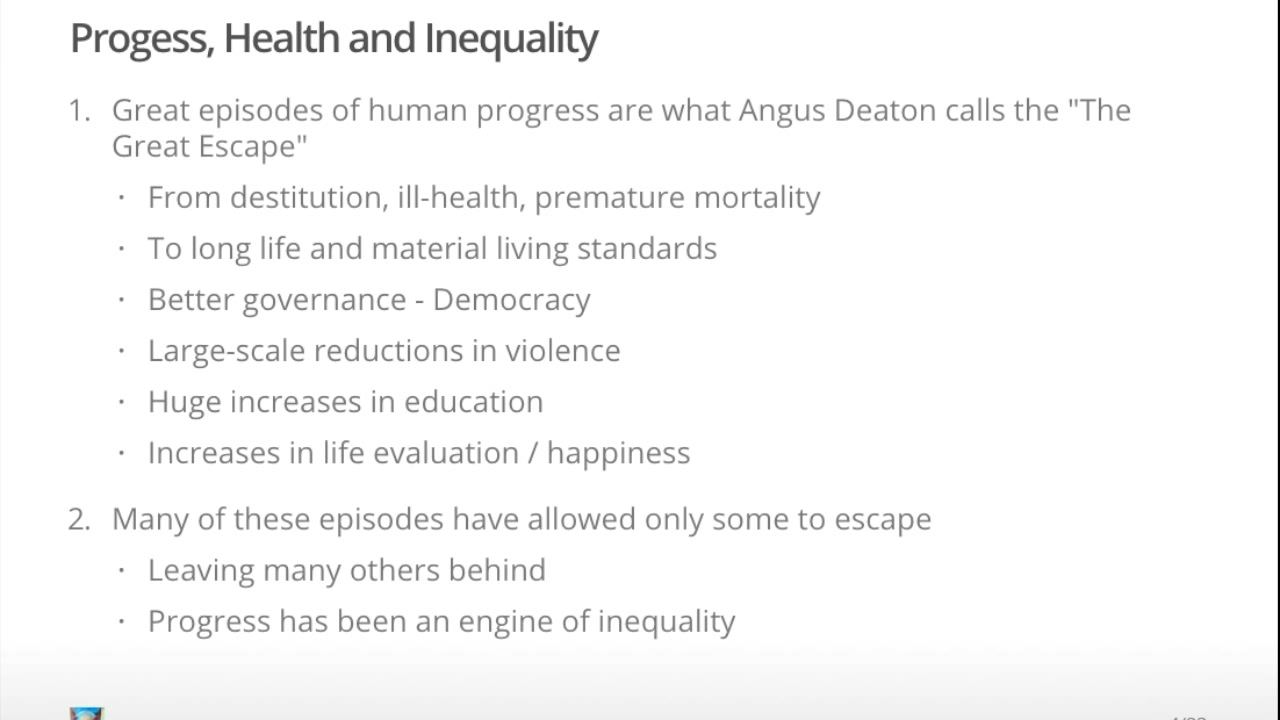 Progess, Health and Inequality
1. Great episodes of human progress are what Angus Deaton calls the "The
Great Escape"
· From destitution, ill-health, premature mortality
· To long life and material living standards
· Better governance - Democracy
· Large-scale reductions in violence
· Huge increases in education
· Increases in life evaluation / happiness
2. Many of these episodes have allowed only some to escape
· Leaving many others behind
· Progress has been an engine of inequality